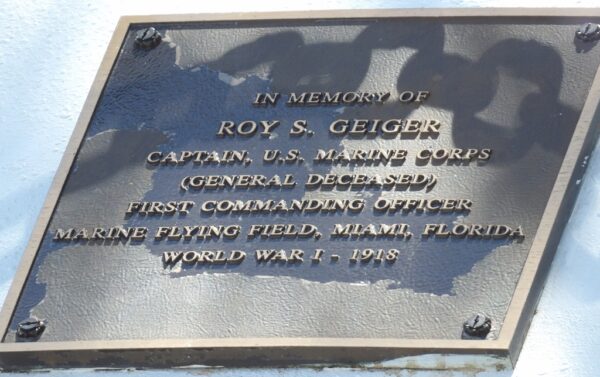 IN MEMORY OF
ROY S. GEIGER
CAPTAIN, U.S. MARINE CORPS
(GENERAL DECEASED)
FIRST COMMANDING OFFICER
MARINE FLYING FIELD, MIAMI, FLORIDA
WORLD WAR I - 1918